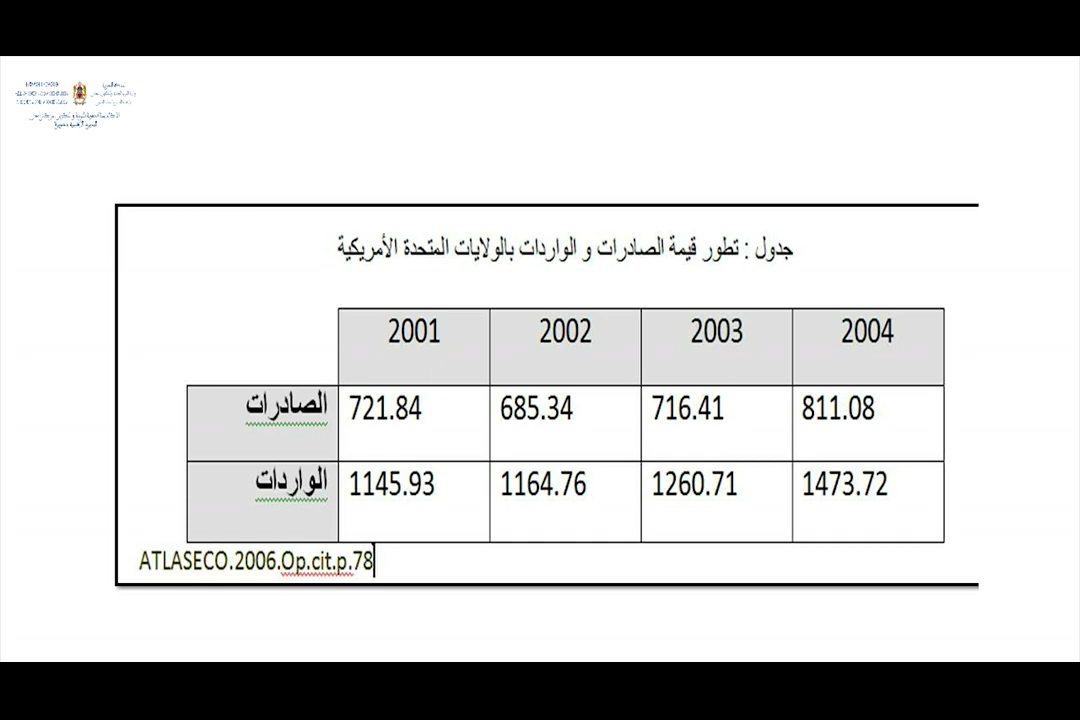 جدول : تطور قيمة الصادرات و الواردات بالولايات المتحدة الأمريكية
2001 2002 2003 2004
الصادرات 721.84 685.34 716.41 811.08
الواردات 1145.93 1164.76 1260.71 1473.72
ATLASECO.2006.Op.cit.p.78